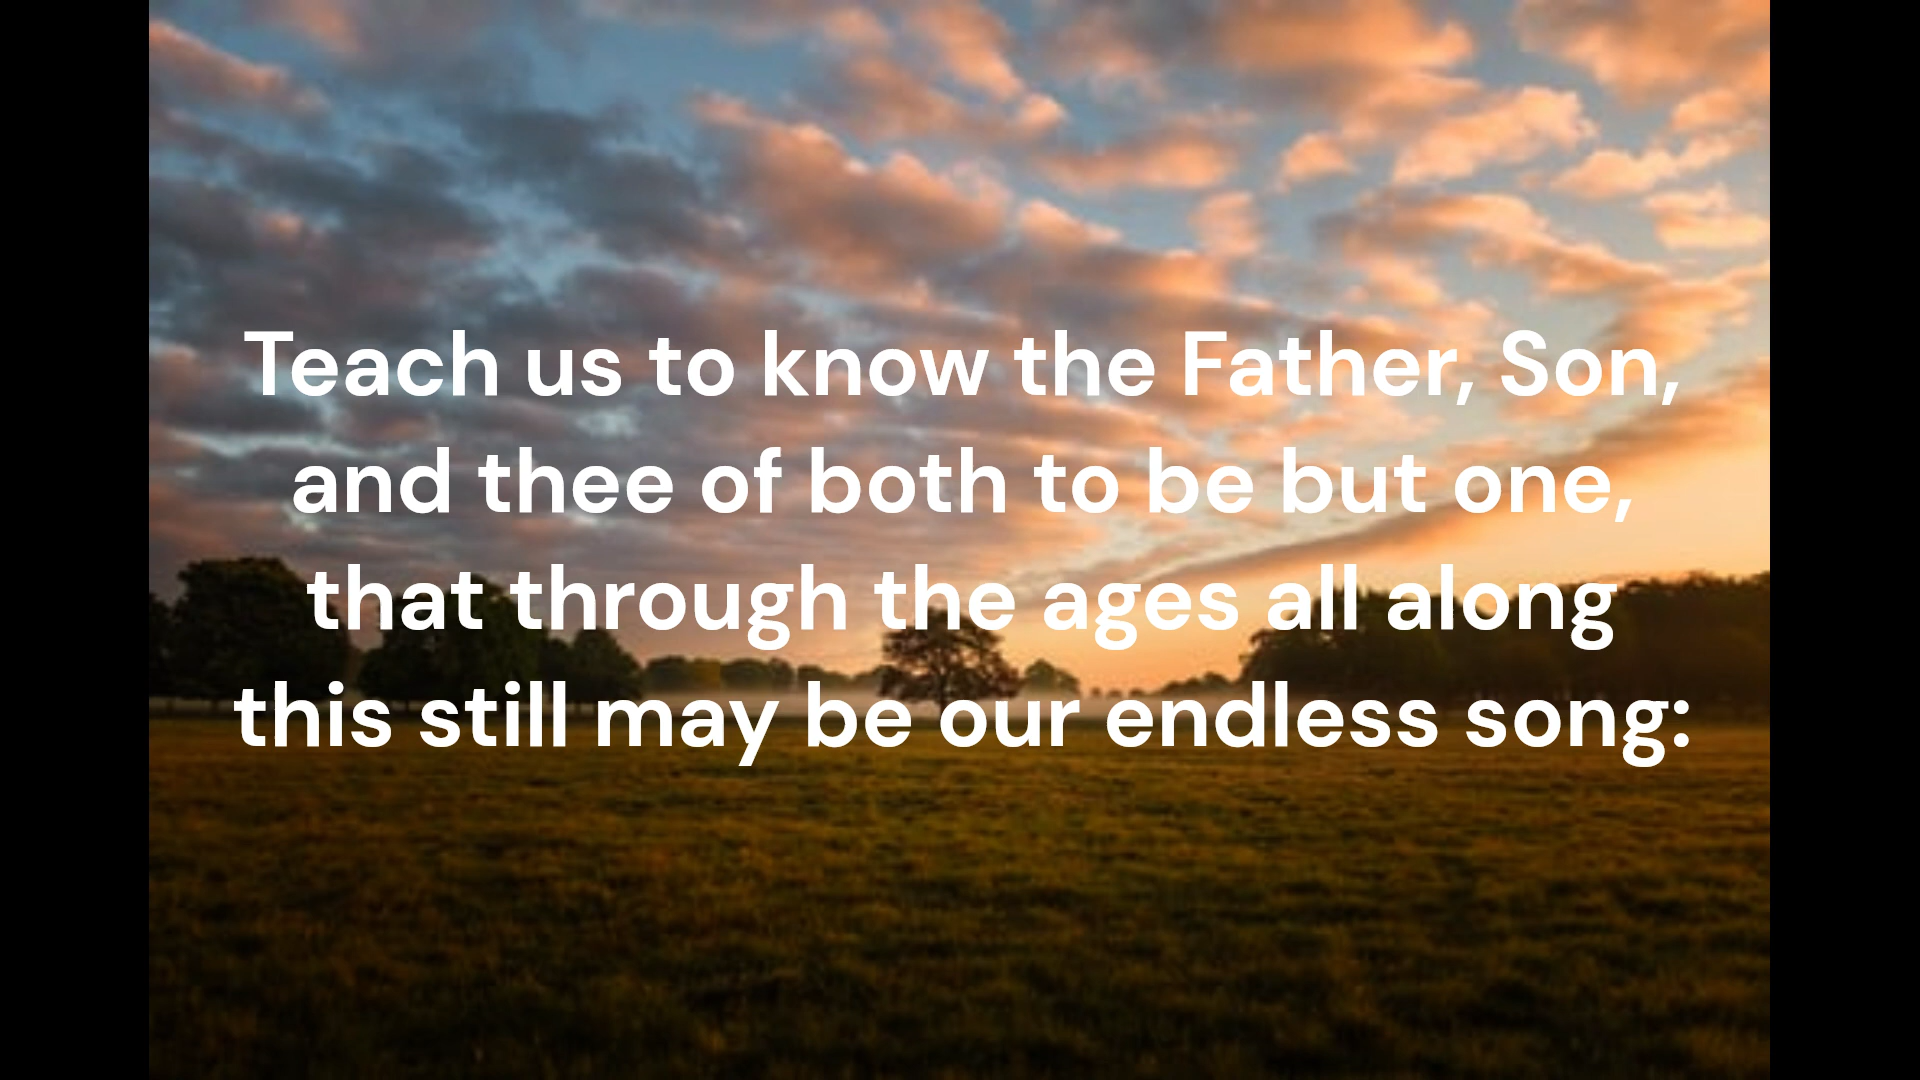 Teach us to know the Father, Son,
and thee of both to be but one,
that through the ages all along
this still may be our endless song: